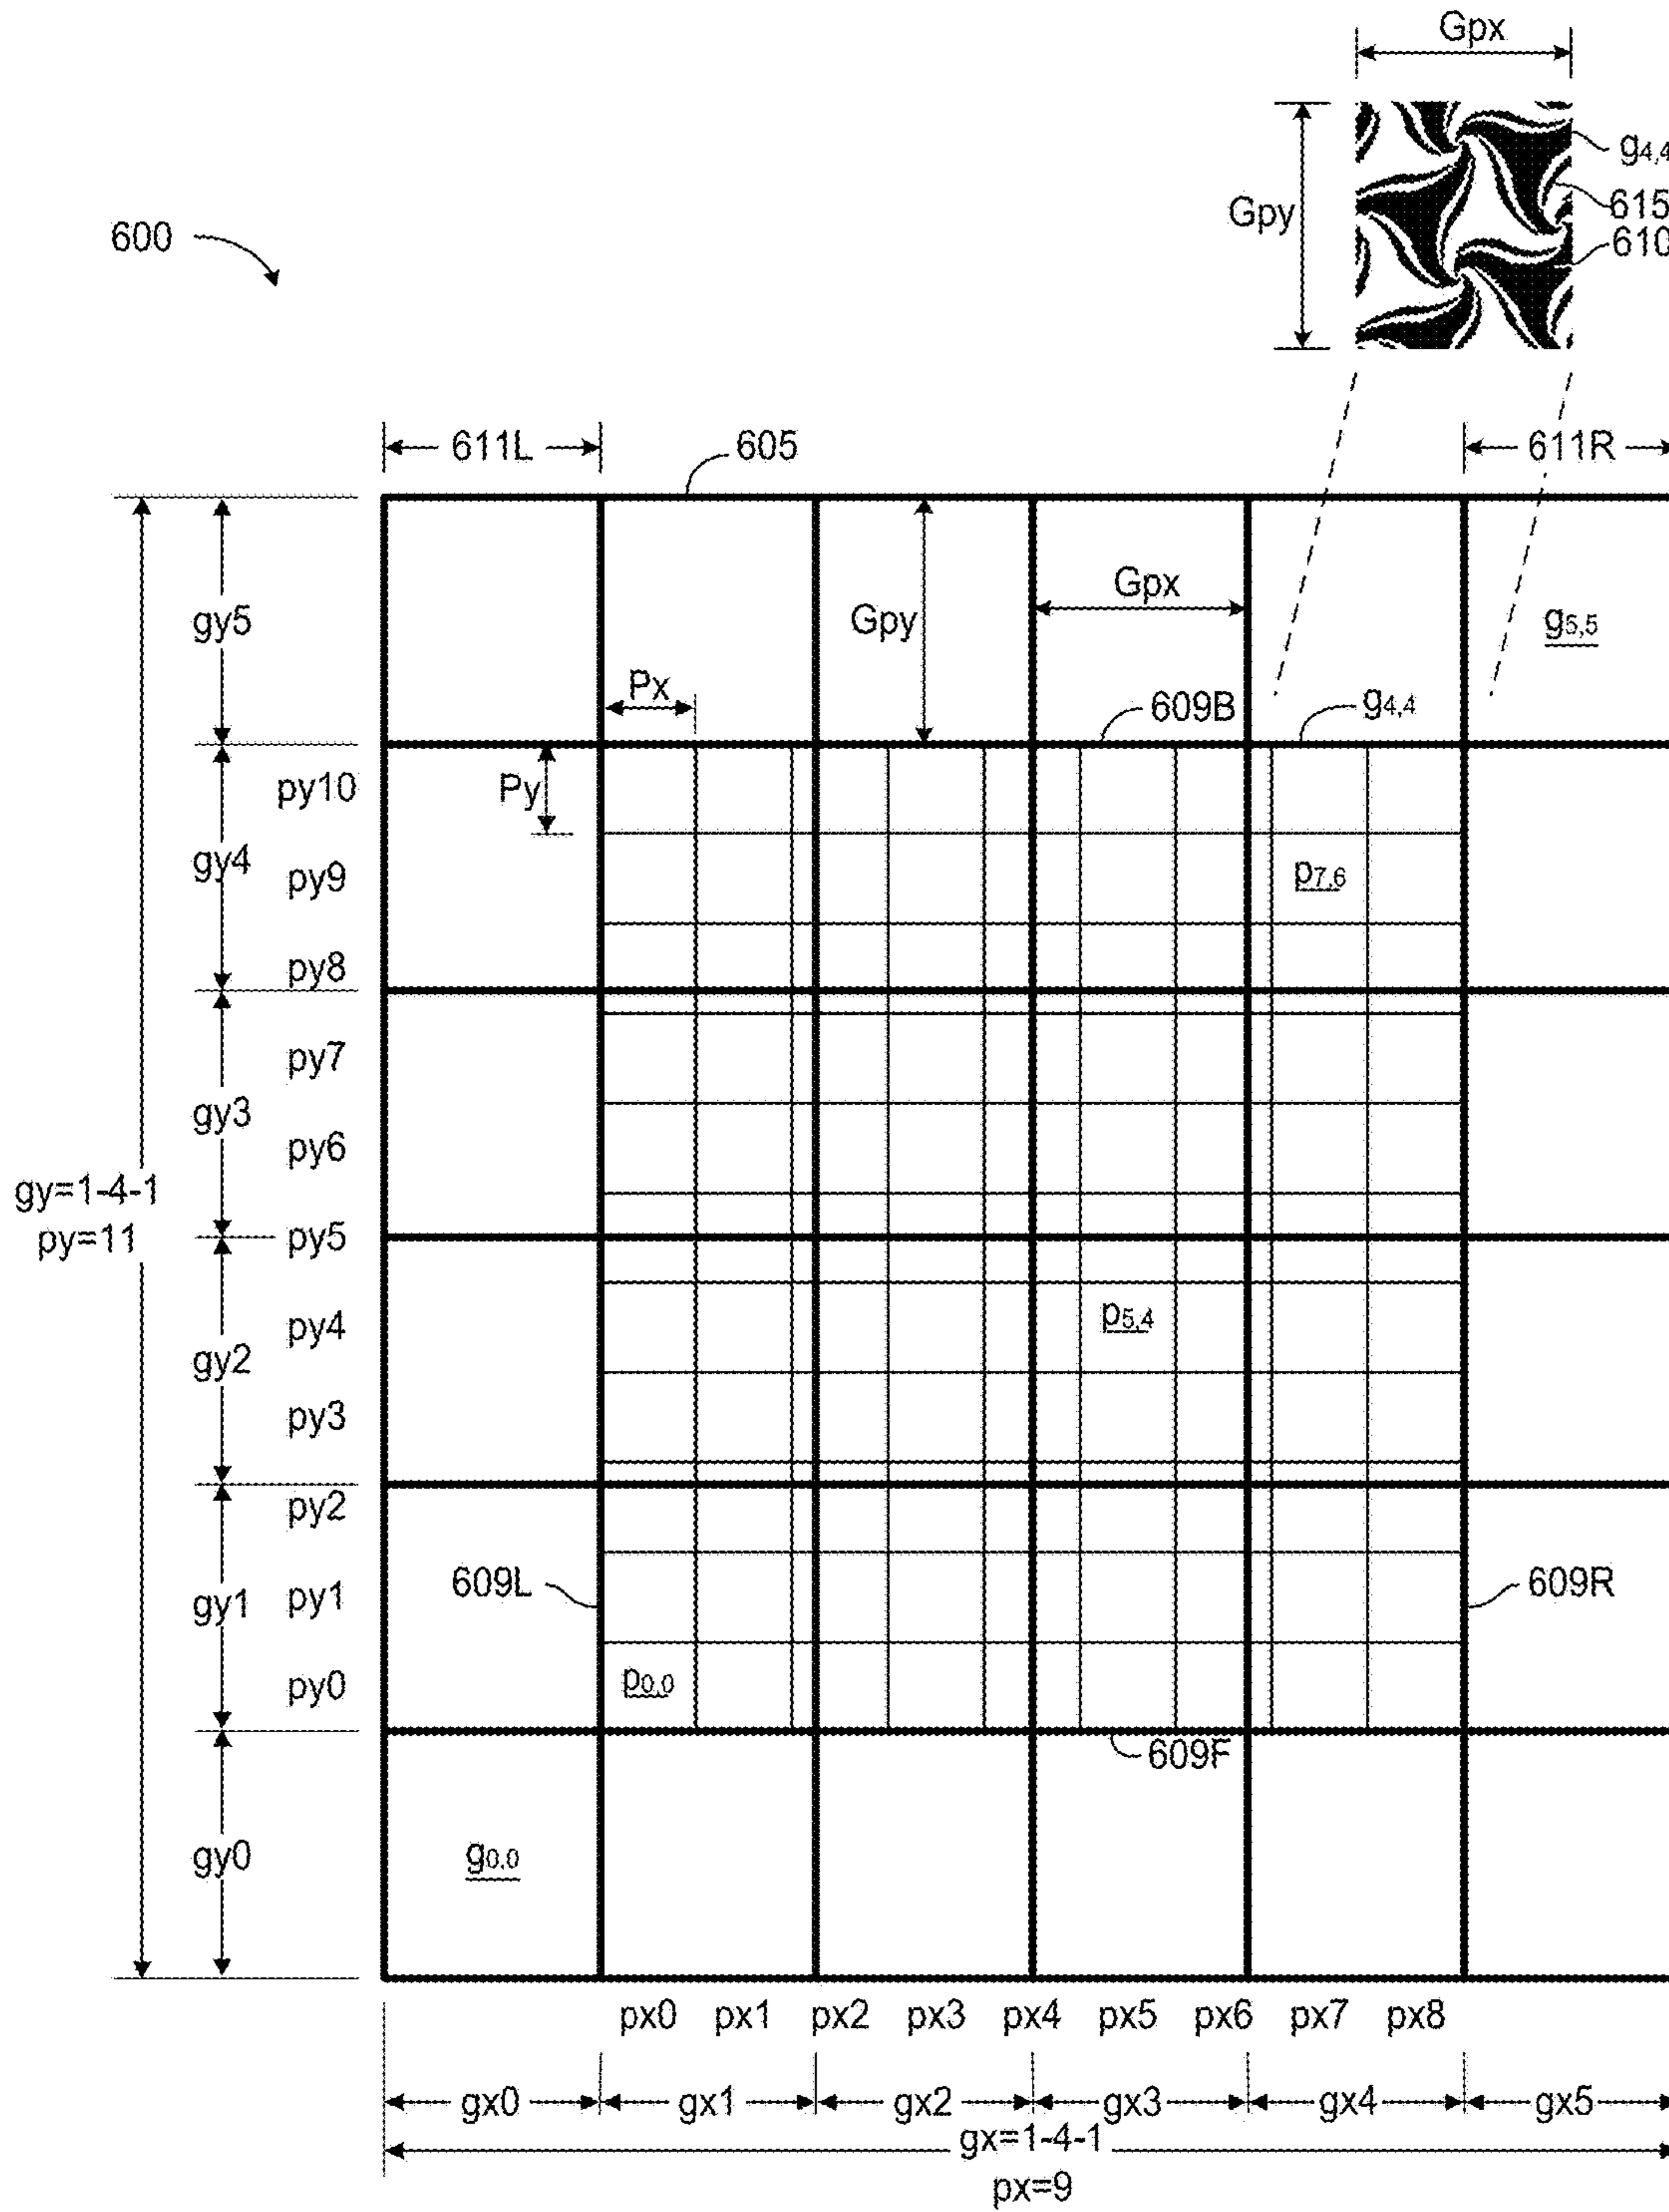 Gpx
g4,4
615
610
Gpy
600
611L
605
611R
gy5
Gpy
Gpx
g5,5
Px
609B
g4,4
py10
Py
gy4
py9
p7,6
py8
py7
gy3
py6
gy=1-4-1
py=11
py5
py4
p5,4
gy2
py3
py2
609L
609R
gy1
py1
py0
p0,0
609F
gy0
g0,0
px0 px1 px2 px3 px4 px5 px6 px7 px8
gx0 gx1 gx2 gx3 gx4 gx5
gx=1-4-1
px=9